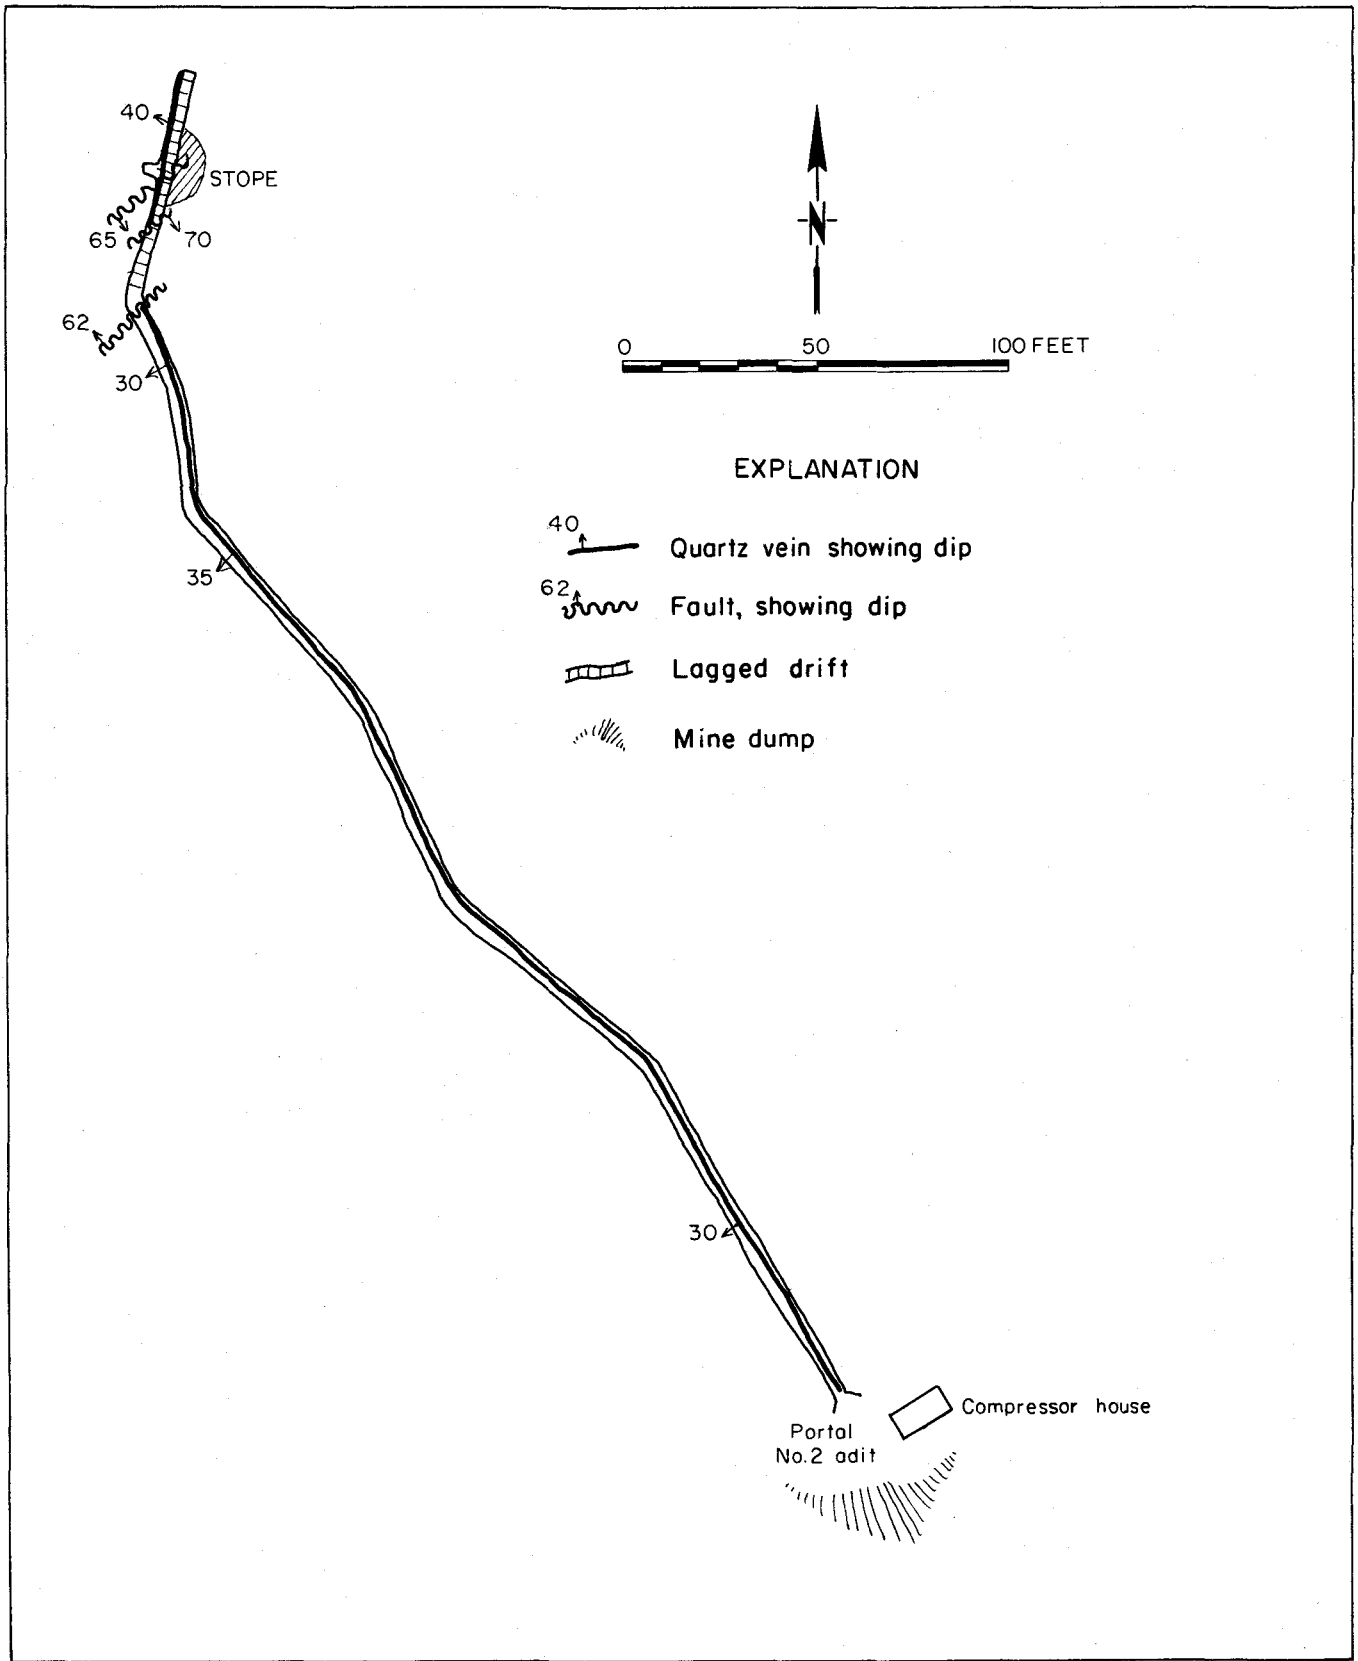 40
STOPE
65
70
62
30
N
0 50 100 FEET
35
EXPLANATION
40
Quartz vein showing dip
62
Fault, showing dip
Lagged drift
Mine dump
30
Compressor house
Portal
No.2 adit